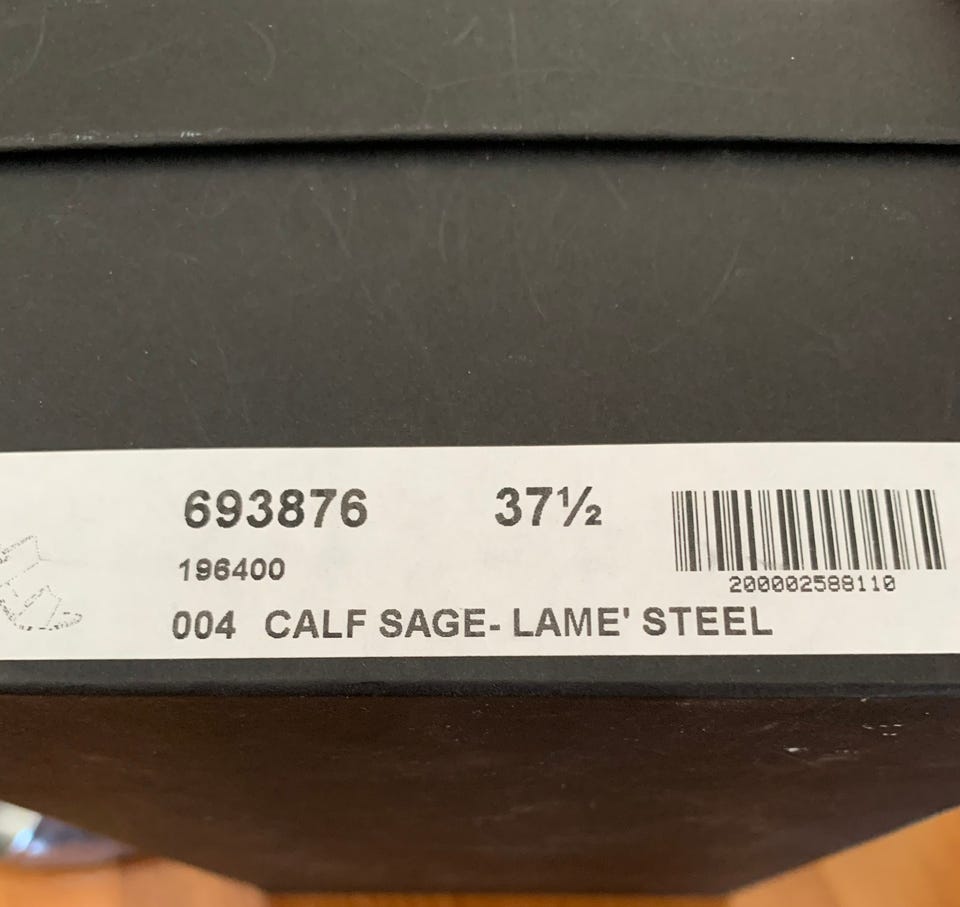 693876 37½
196400
200002588110
004 CALF SAGE- LAME' STEEL